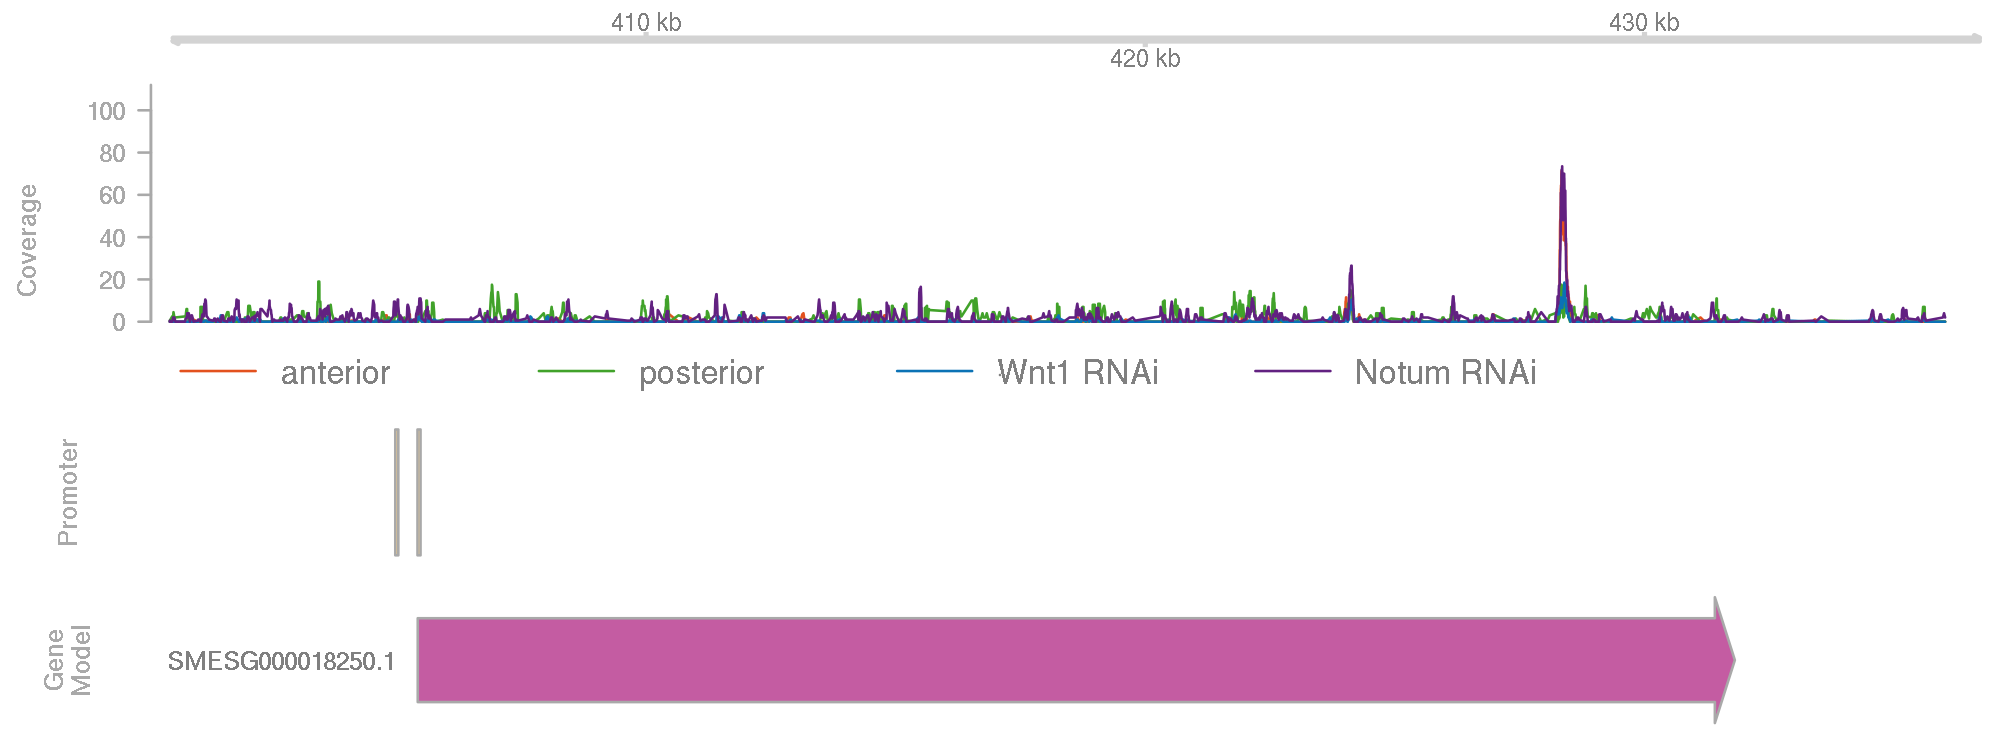 410 kb
430 kb
420 kb
Coverage
100
80
60
40
20
0
anterior
posterior
Wnt1 RNAi
Notum RNAi
Promoter
Gene
Model
SMESG000018250.1